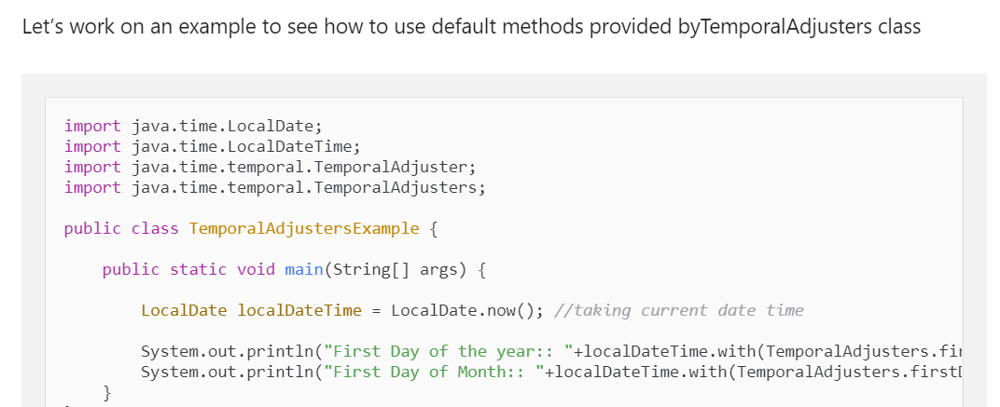 Let's work on an example to see how to use default methods provided byTemporalAdjusters class
import java.time.LocalDate;
import java.time.LocalDateTime;
import java.time.temporal.TemporalAdjuster;
import java.time.temporal.TemporalAdjusters;
public class TemporalAdjustersExample {
public static void main(String[] args) {
LocalDate localDateTime = LocalDate.now(); //taking current date time
System.out.println("First Day of the year:: "+localDateTime.with(TemporalAdjusters.fir
System.out.println("First Day of Month:: "+localDateTime.with(TemporalAdjusters.first
}